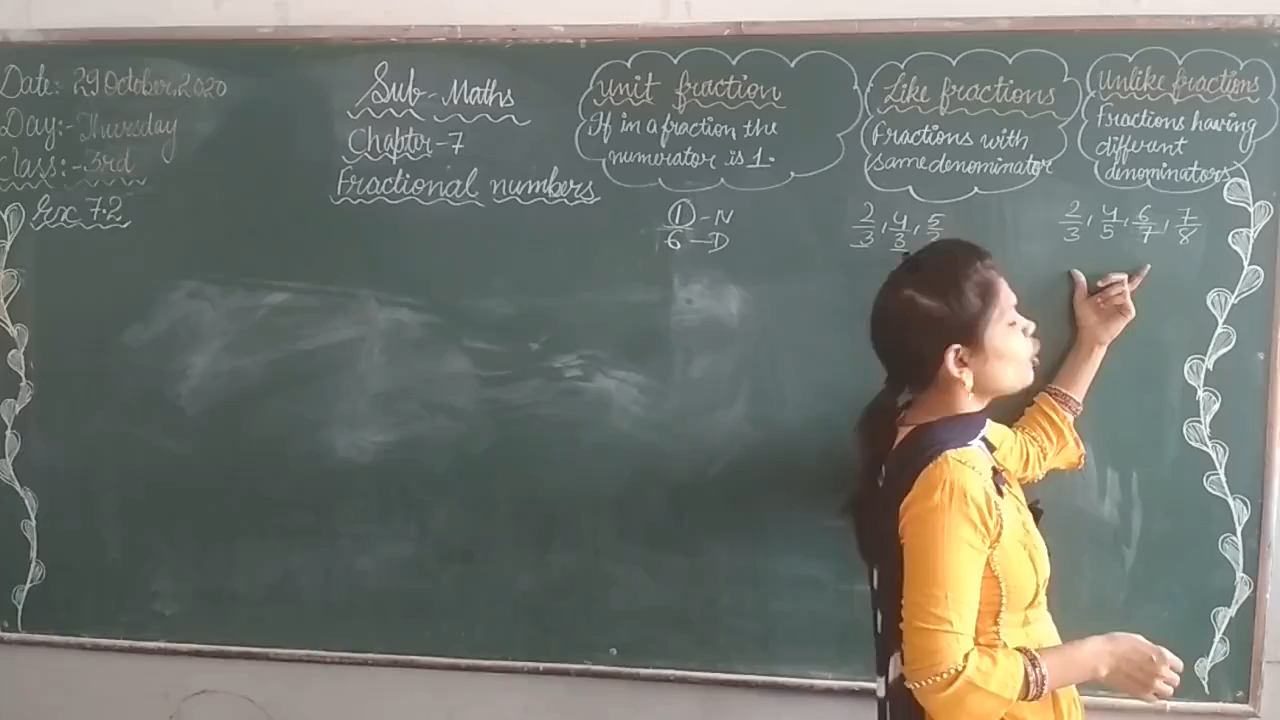 Date:- 29 October, 2020
Day:- Thursday
Class:- 3rd
Exc 7.2
Sub - Maths
Chapter - 7
Fractional numbers
Unit fraction
If in a fraction the
numerator is 1.
1 - N
6 - D
Like fractions
Fractions with
same denominator
2/3, 4/3, 5/
Unlike fractions
Fractions having
different
denominators
2/3, 4/5, 6/7, 7/8